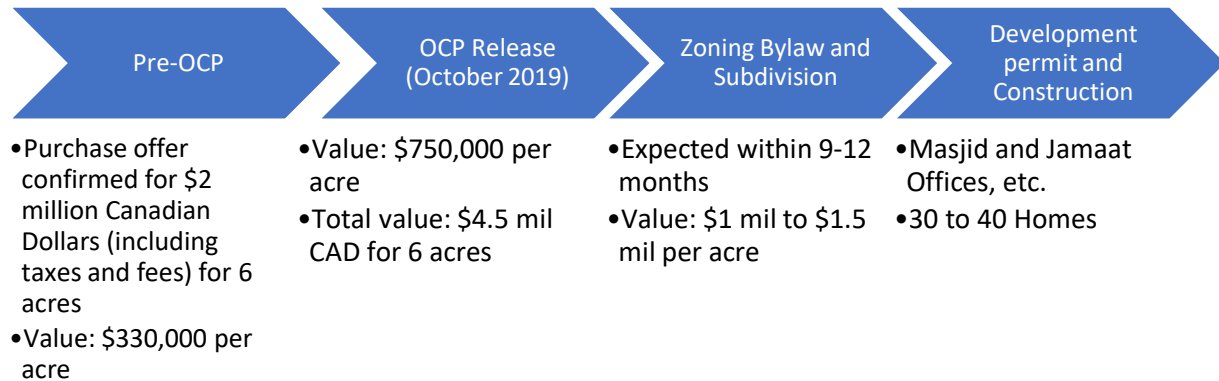 Pre-OCP
OCP Release
(October 2019)
Zoning Bylaw and
Subdivision
Development
permit and
Construction
•Purchase offer
confirmed for $2
million Canadian
Dollars (including
taxes and fees) for 6
acres
•Value: $330,000 per
acre
•Value: $750,000 per
acre
•Total value: $4.5 mil
CAD for 6 acres
•Expected within 9-12
months
•Value: $1 mil to $1.5
mil per acre
•Masjid and Jamaat
Offices, etc.
•30 to 40 Homes